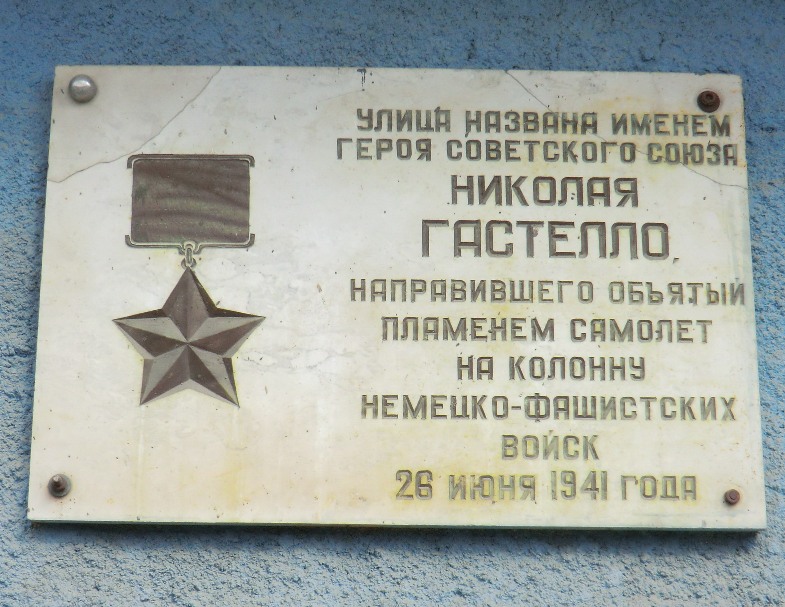 УЛИЦА НАЗВАНА ИМЕНЕМ
ГЕРОЯ СОВЕТСКОГО СОЮЗА
НИКОЛАЯ
ГАСТЕЛЛО,
НАПРАВИВШЕГО ОБЪЯТЫЙ
ПЛАМЕНЕМ САМОЛЕТ
НА КОЛОННУ
НЕМЕЦКО-ФАШИСТСКИХ
ВОЙСК
26 ИЮНЯ 1941 ГОДА